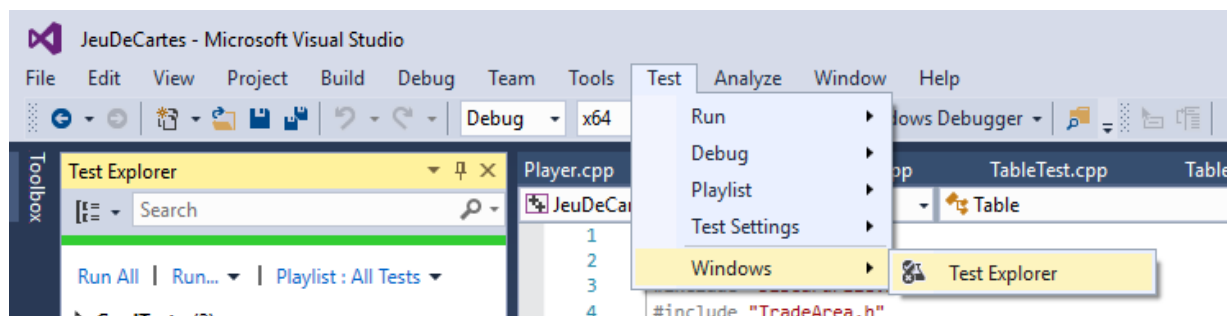 JeuDeCartes - Microsoft Visual Studio
File Edit View Project Build Debug Team Tools Test Analyze Window Help
Debug x64 Debugger
Toolbox
Test Explorer
Search
Run All | Run... | Playlist : All Tests
Player.cpp TableTest.cpp Table
JeuDeCar Table
1
2
3
4 #include "TradeArea.h"
Run
Debug
Playlist
Test Settings
Windows
Test Explorer